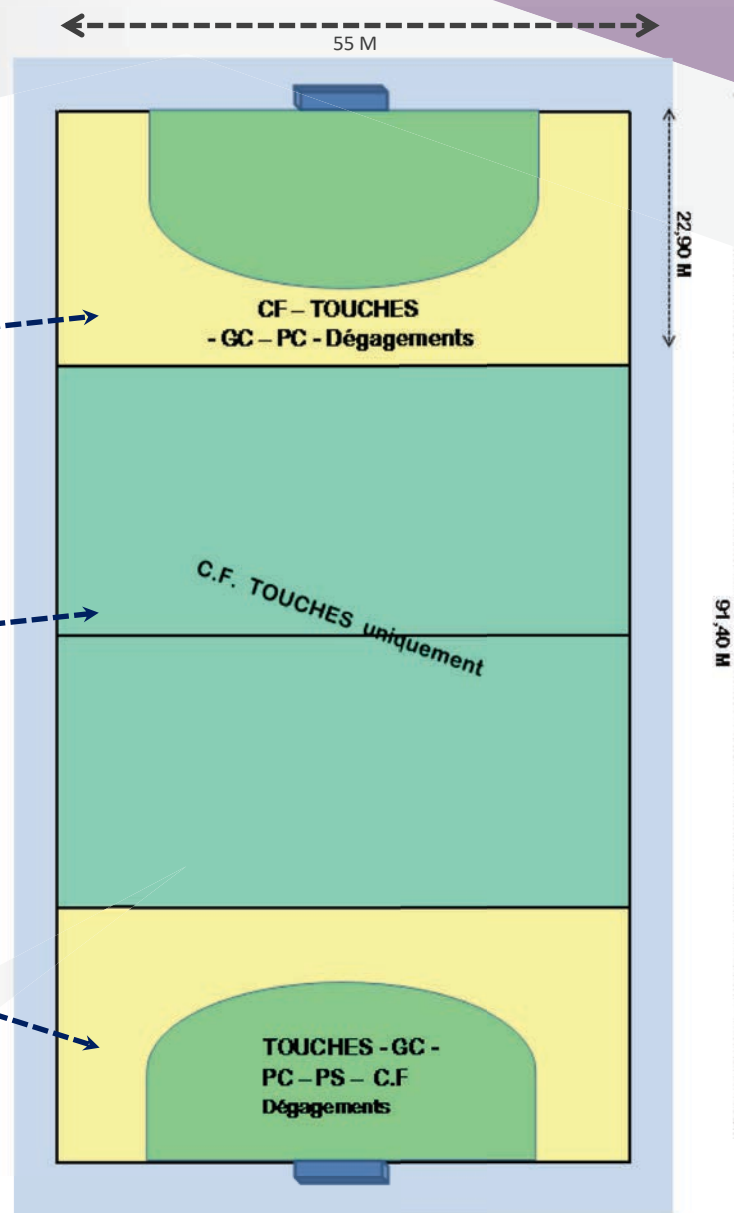 55 M
22,90 M
CF – TOUCHES
- GC – PC - Dégagements
C.F. TOUCHES uniquement
91,40 M
TOUCHES - GC -
PC – PS – C.F
Dégagements